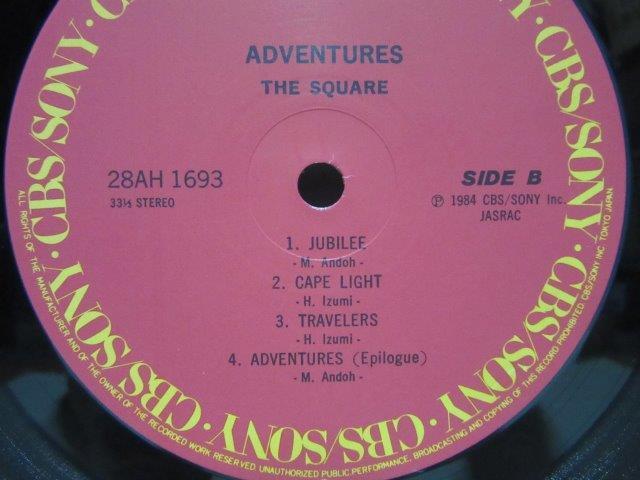 ADVENTURES
THE SQUARE
28AH 1693
33⅓ STEREO
SIDE B
Ⓟ 1984 CBS/SONY Inc.
JASRAC
1. JUBILEE
- M. Andoh -
2. CAPE LIGHT
- H. Izumi -
3. TRAVELERS
- H. Izumi -
4. ADVENTURES (Epilogue)
- M. Andoh -
CBS/SONY · CBS/SONY · CBS/SONY · CBS/SONY · CBS/SONY · CBS/SONY
ALL RIGHTS OF THE MANUFACTURER AND OF THE OWNER OF THE RECORDED WORK RESERVED. UNAUTHORIZED PUBLIC PERFORMANCE, BROADCASTING AND COPYING OF THIS RECORD PROHIBITED CBS/SONY INC TOKYO JAPAN.